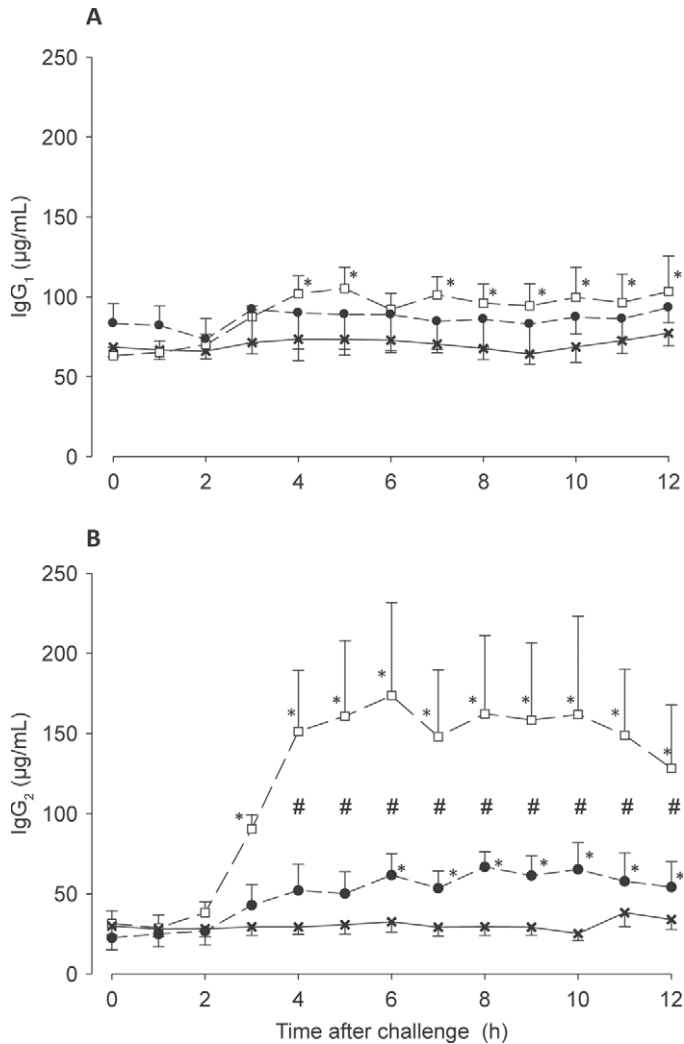 A
250
200
150
100
50
0
IgG₁ (µg/mL)
* * * * * * * *
0 2 4 6 8 10 12
B
250
200
150
100
50
0
IgG₂ (µg/mL)
* * * * * * * * * *
# # # # # # # # #
* * * * * * *
0 2 4 6 8 10 12
Time after challenge (h)